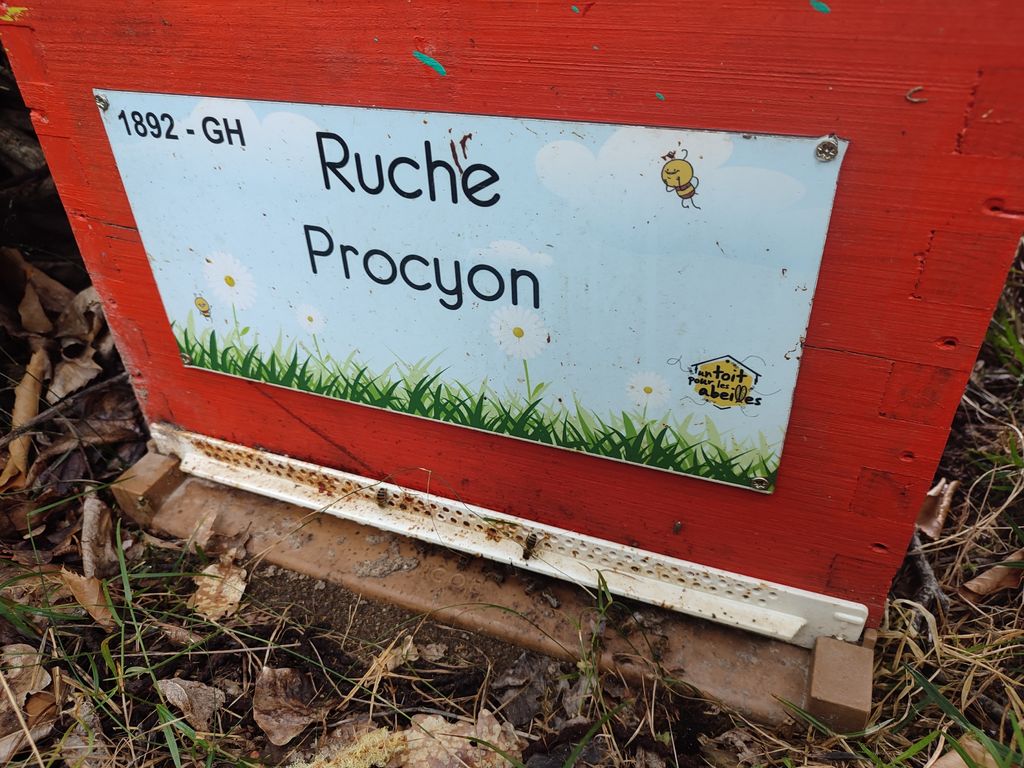 1892 - GH
Ruche
Procyon
un toit
pour les
abeilles